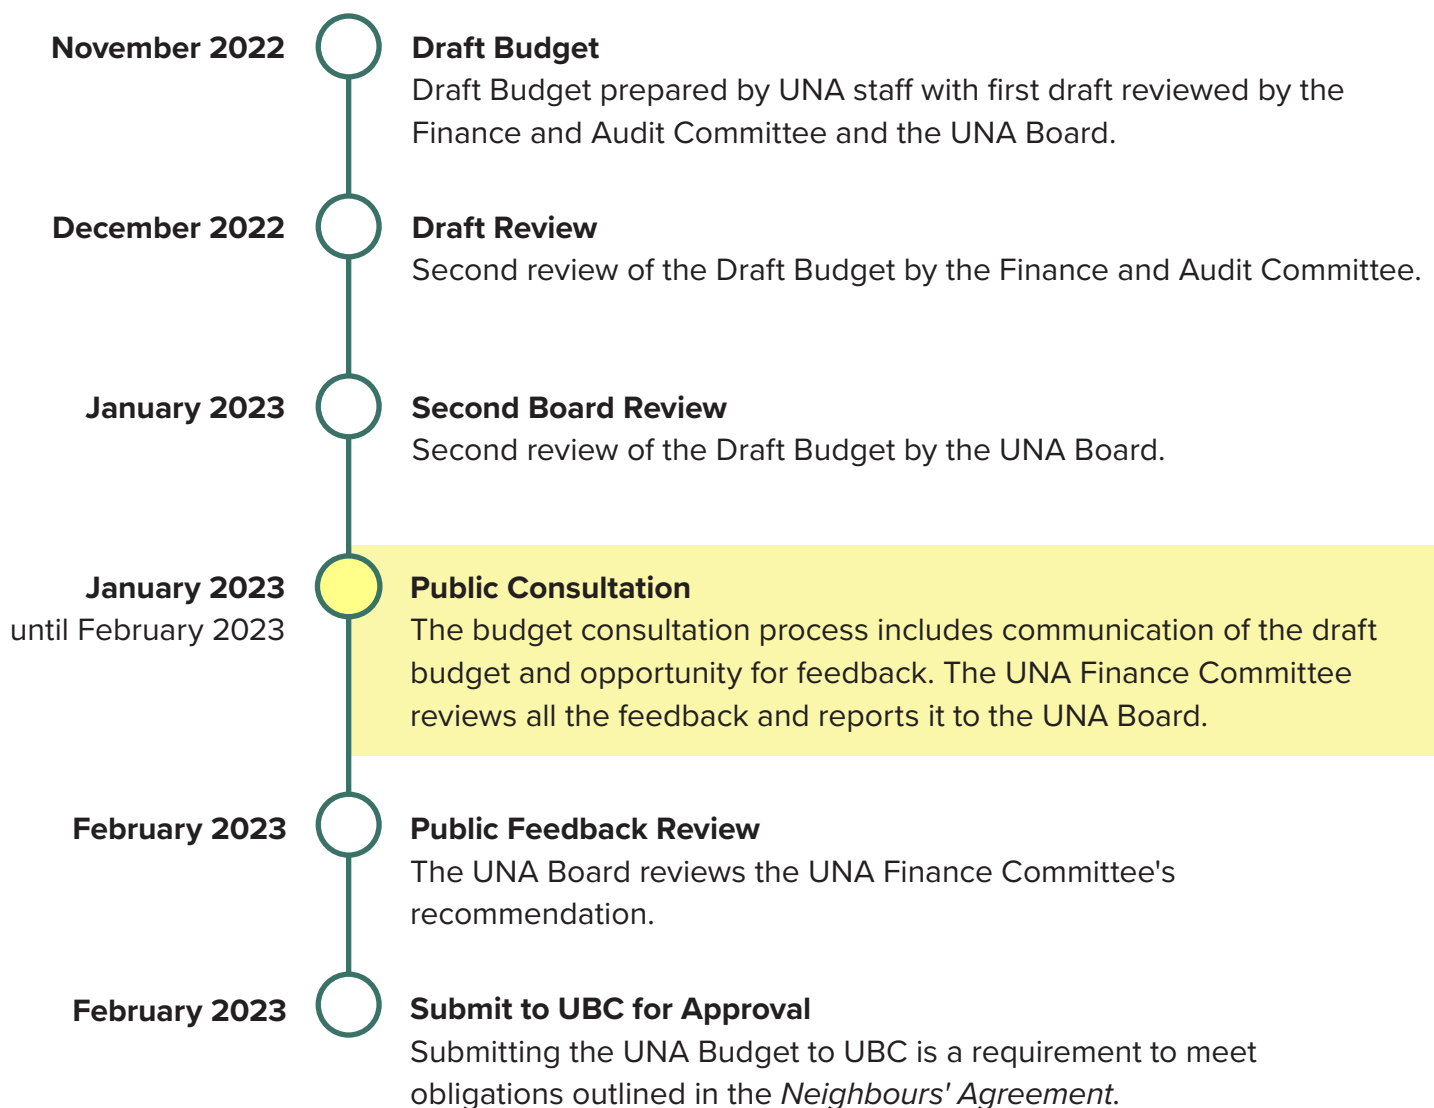 November 2022
Draft Budget
Draft Budget prepared by UNA staff with first draft reviewed by the
Finance and Audit Committee and the UNA Board.
December 2022
Draft Review
Second review of the Draft Budget by the Finance and Audit Committee.
January 2023
Second Board Review
Second review of the Draft Budget by the UNA Board.
January 2023
until February 2023
Public Consultation
The budget consultation process includes communication of the draft
budget and opportunity for feedback. The UNA Finance Committee
reviews all the feedback and reports it to the UNA Board.
February 2023
Public Feedback Review
The UNA Board reviews the UNA Finance Committee's
recommendation.
February 2023
Submit to UBC for Approval
Submitting the UNA Budget to UBC is a requirement to meet
obligations outlined in the Neighbours' Agreement.